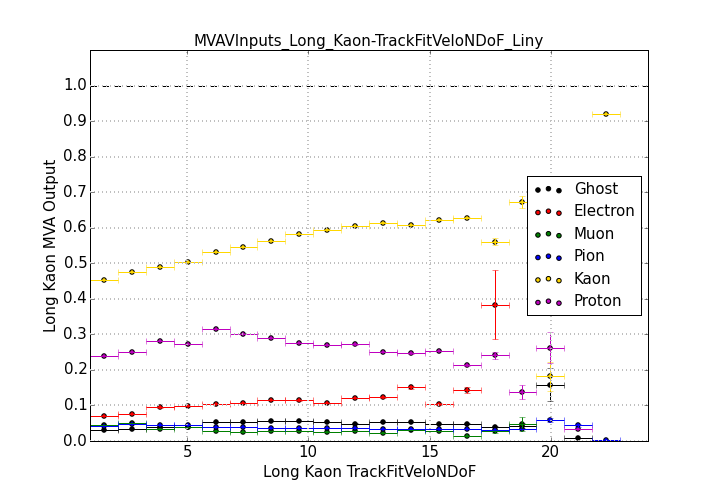 MVAVInputs_Long_Kaon-TrackFitVeloNDoF_Liny
1.0
0.9
0.8
0.7
0.6
0.5
0.4
0.3
0.2
0.1
0.0
Long Kaon MVA Output
Ghost
Electron
Muon
Pion
Kaon
Proton
5
10
15
20
Long Kaon TrackFitVeloNDoF